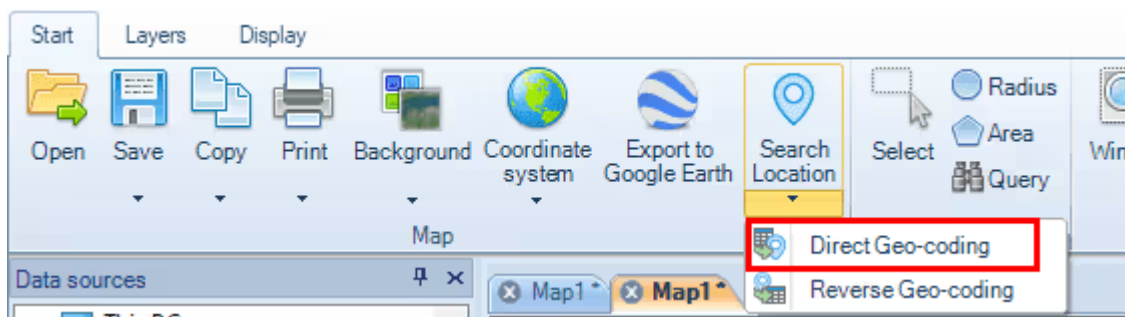 Start Layers Display
Open Save Copy Print Background Coordinate system Export to Google Earth Search Location Select Radius
Area
Query
Map
Direct Geo-coding
Reverse Geo-coding
Data sources
Map1* Map1*